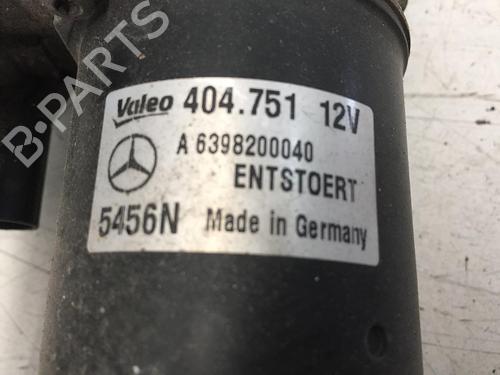 B-PARTS
Valeo 404.751 12V
A 6398200040
ENTSTOERT
5456N Made in Germany